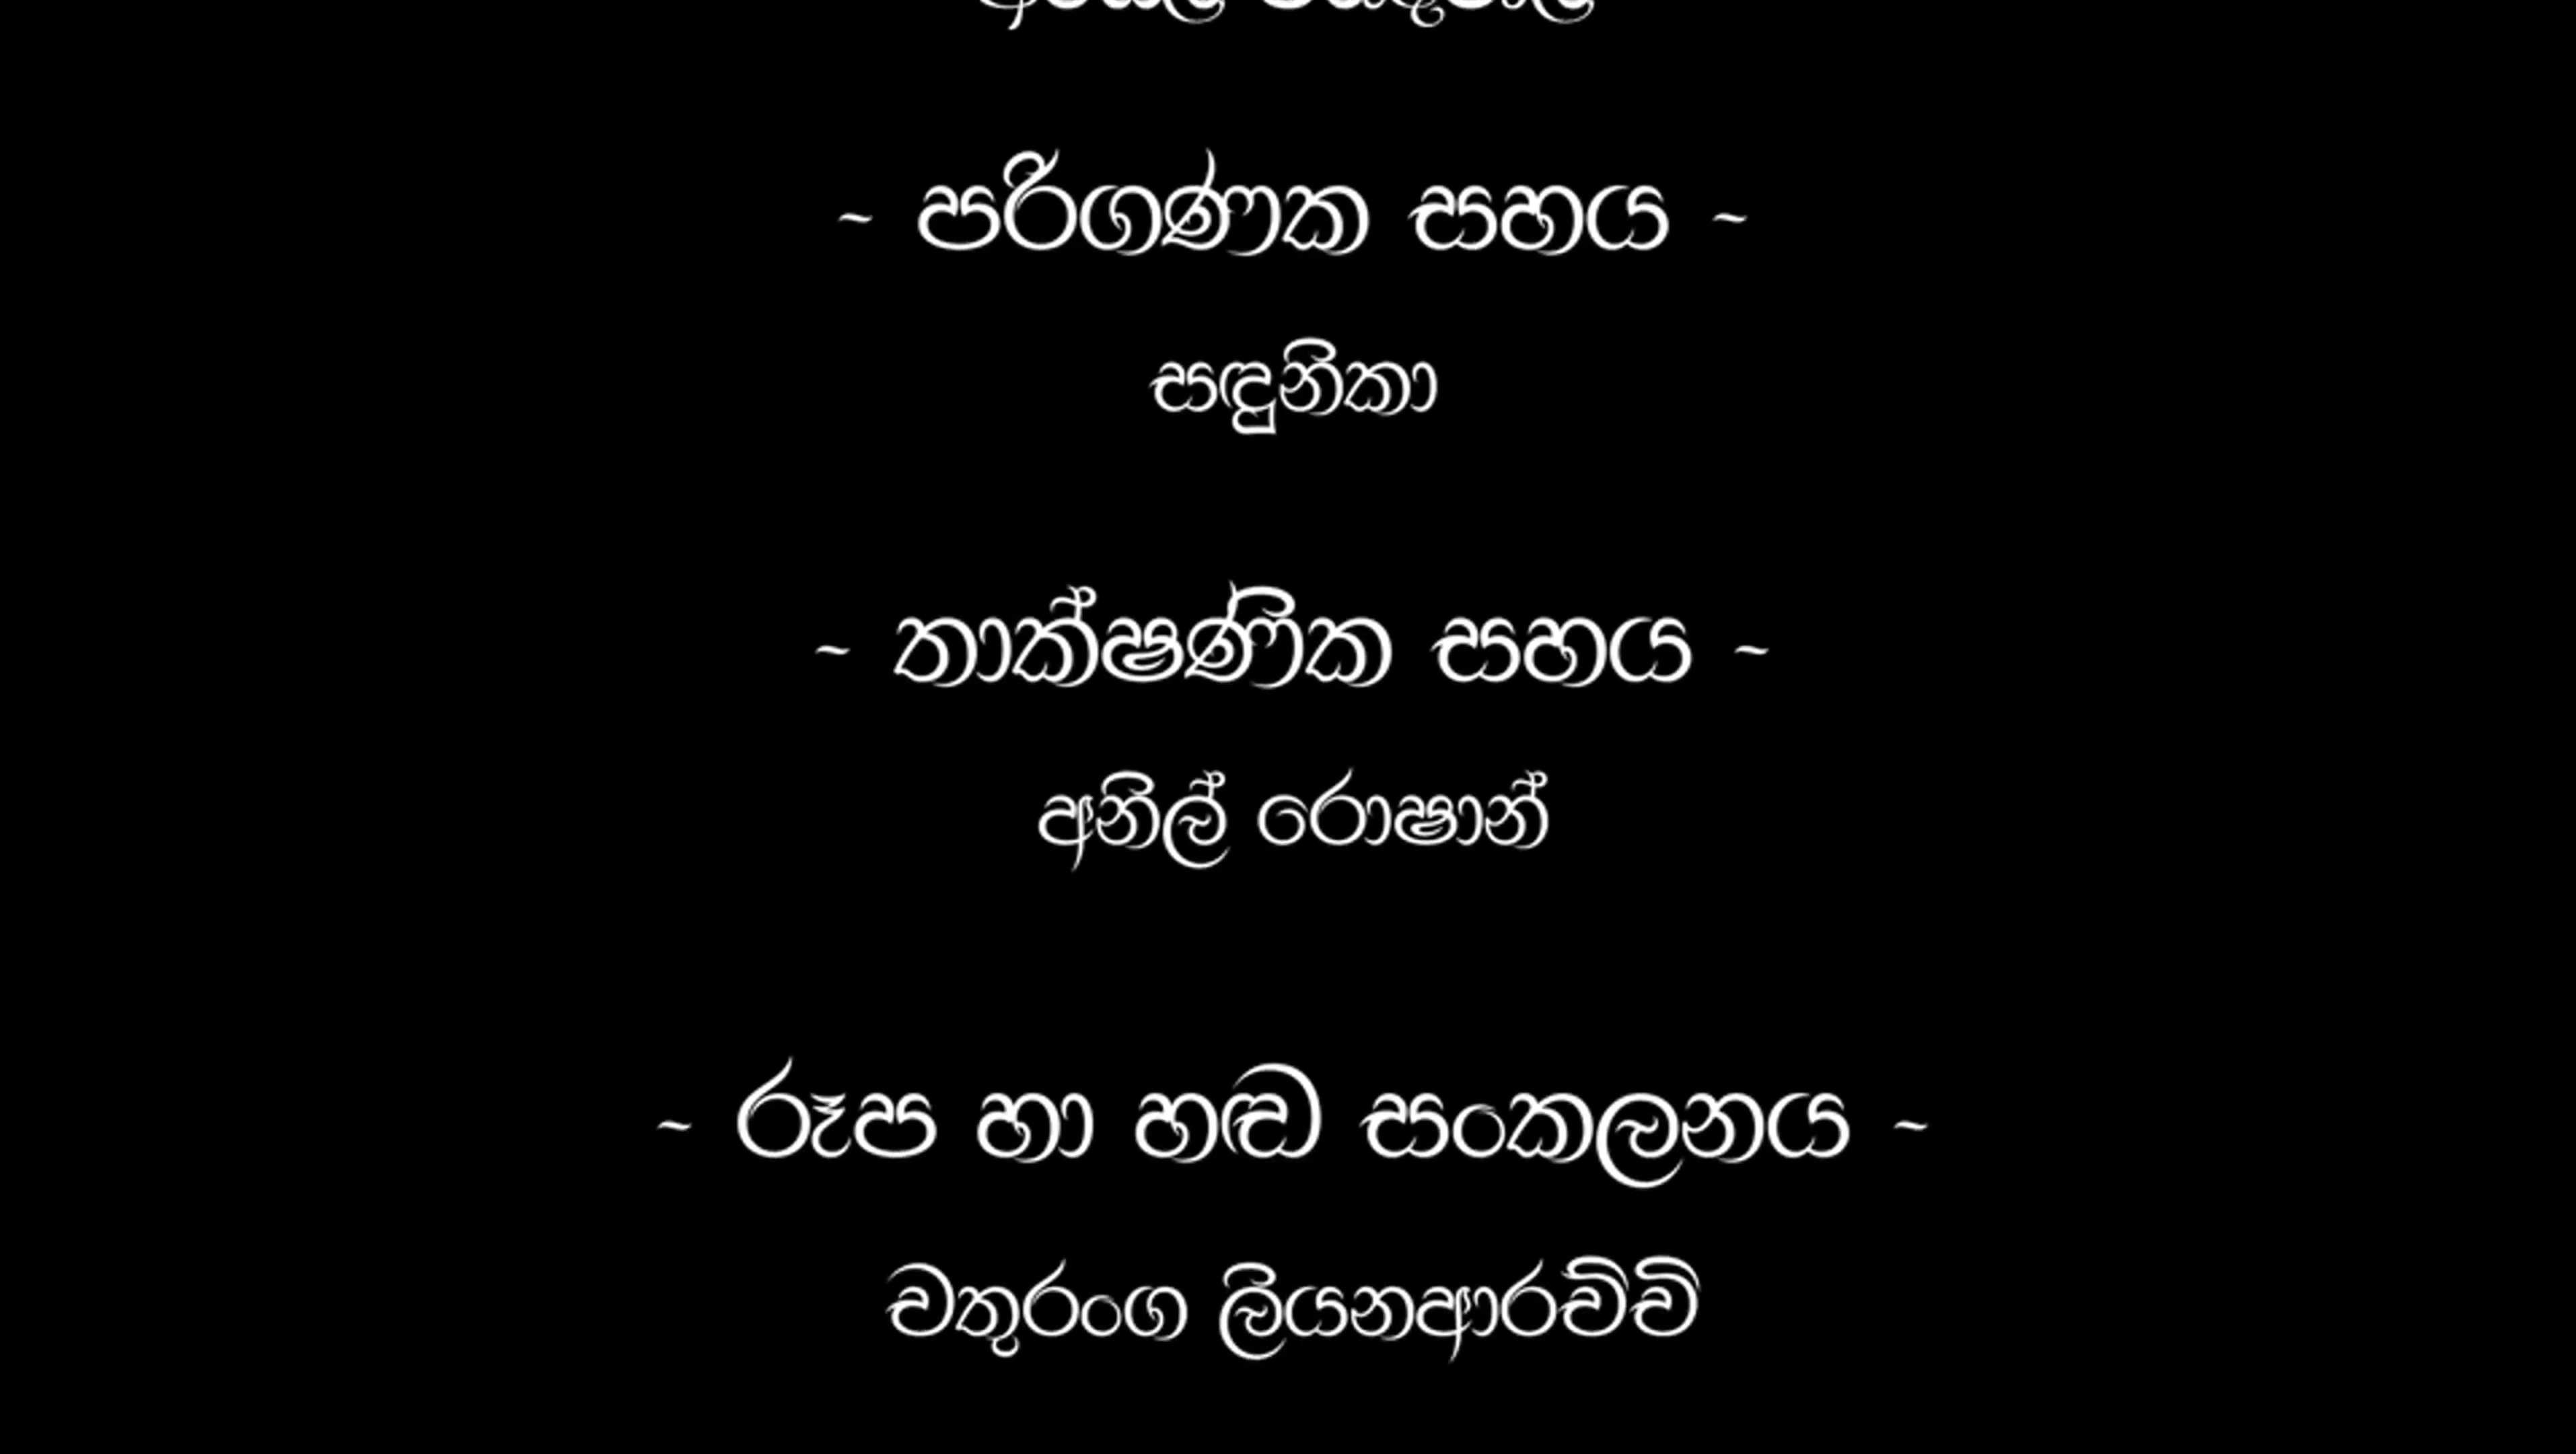 ~ පරිගණක සහය ~
සඳුනිකා
~ තාක්ෂණික සහය ~
අනිල් රොෂාන්
~ රූප හා හඬ සංකලනය ~
චතුරංග ලියනආරච්චි